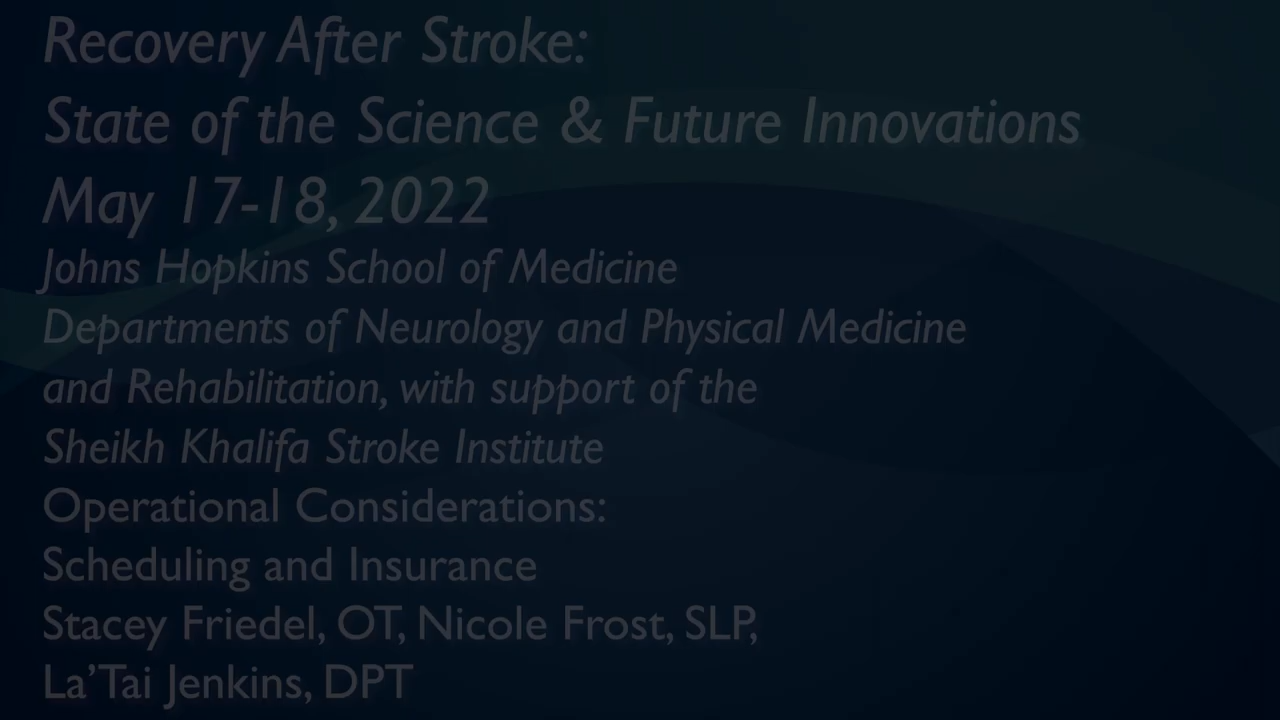 Recovery After Stroke:
State of the Science & Future Innovations
May 17-18, 2022
Johns Hopkins School of Medicine
Departments of Neurology and Physical Medicine
and Rehabilitation, with support of the
Sheikh Khalifa Stroke Institute
Operational Considerations:
Scheduling and Insurance
Stacey Friedel, OT, Nicole Frost, SLP,
La’Tai Jenkins, DPT